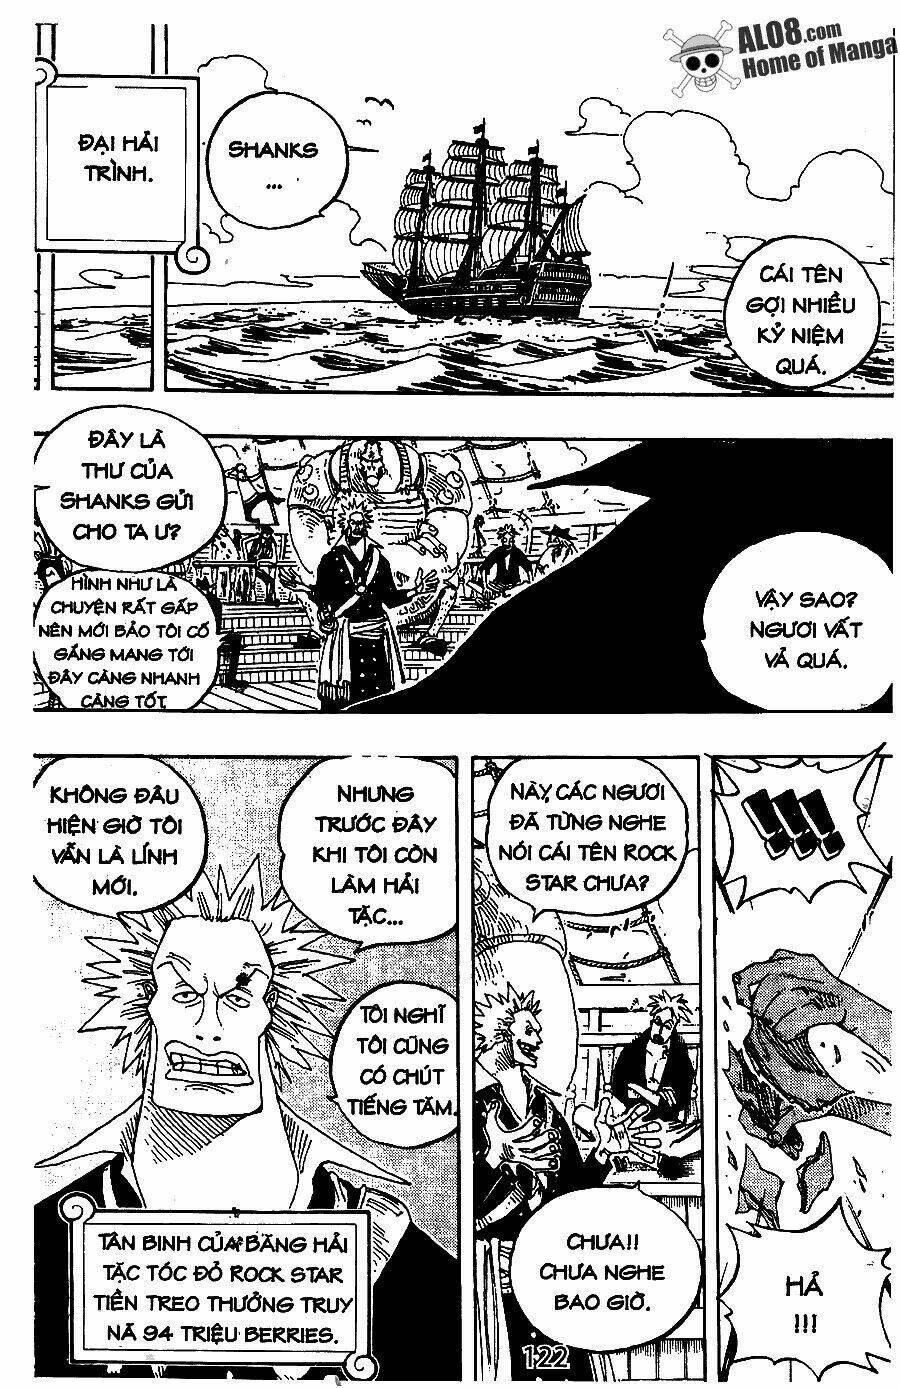 AL08.com
Home of Manga
ĐẠI HẢI
TRÌNH.
SHANKS
...
CÁI TÊN
GỢI NHIỀU
KỶ NIỆM
QUÁ.
ĐÂY LÀ
THƯ CỦA
SHANKS GỬI
CHO TA Ư?
HÌNH NHƯ LÀ
CHUYỆN RẤT GẤP
NÊN MỚI BẢO TÔI CỐ
GẮNG MANG TỚI
ĐÂY CÀNG NHANH
CÀNG TỐT.
VẬY SAO?
NGƯƠI VẤT
VẢ QUÁ.
KHÔNG ĐÂU
HIỆN GIỜ TÔI
VẪN LÀ LÍNH
MỚI.
NHƯNG
TRƯỚC ĐÂY
KHI TÔI CÒN
LÀM HẢI
TẶC...
TÔI NGHĨ
TÔI CŨNG
CÓ CHÚT
TIẾNG TĂM.
TÂN BINH CỦA BĂNG HẢI
TẶC TÓC ĐỎ ROCK STAR
TIỀN TREO THƯỞNG TRUY
NÃ 94 TRIỆU BERRIES.
NÀY, CÁC NGƯƠI
ĐÃ TỪNG NGHE
NÓI CÁI TÊN ROCK
STAR CHƯA?
CHƯA!!
CHƯA NGHE
BAO GIỜ.
!!!
HẢ
!!!
122